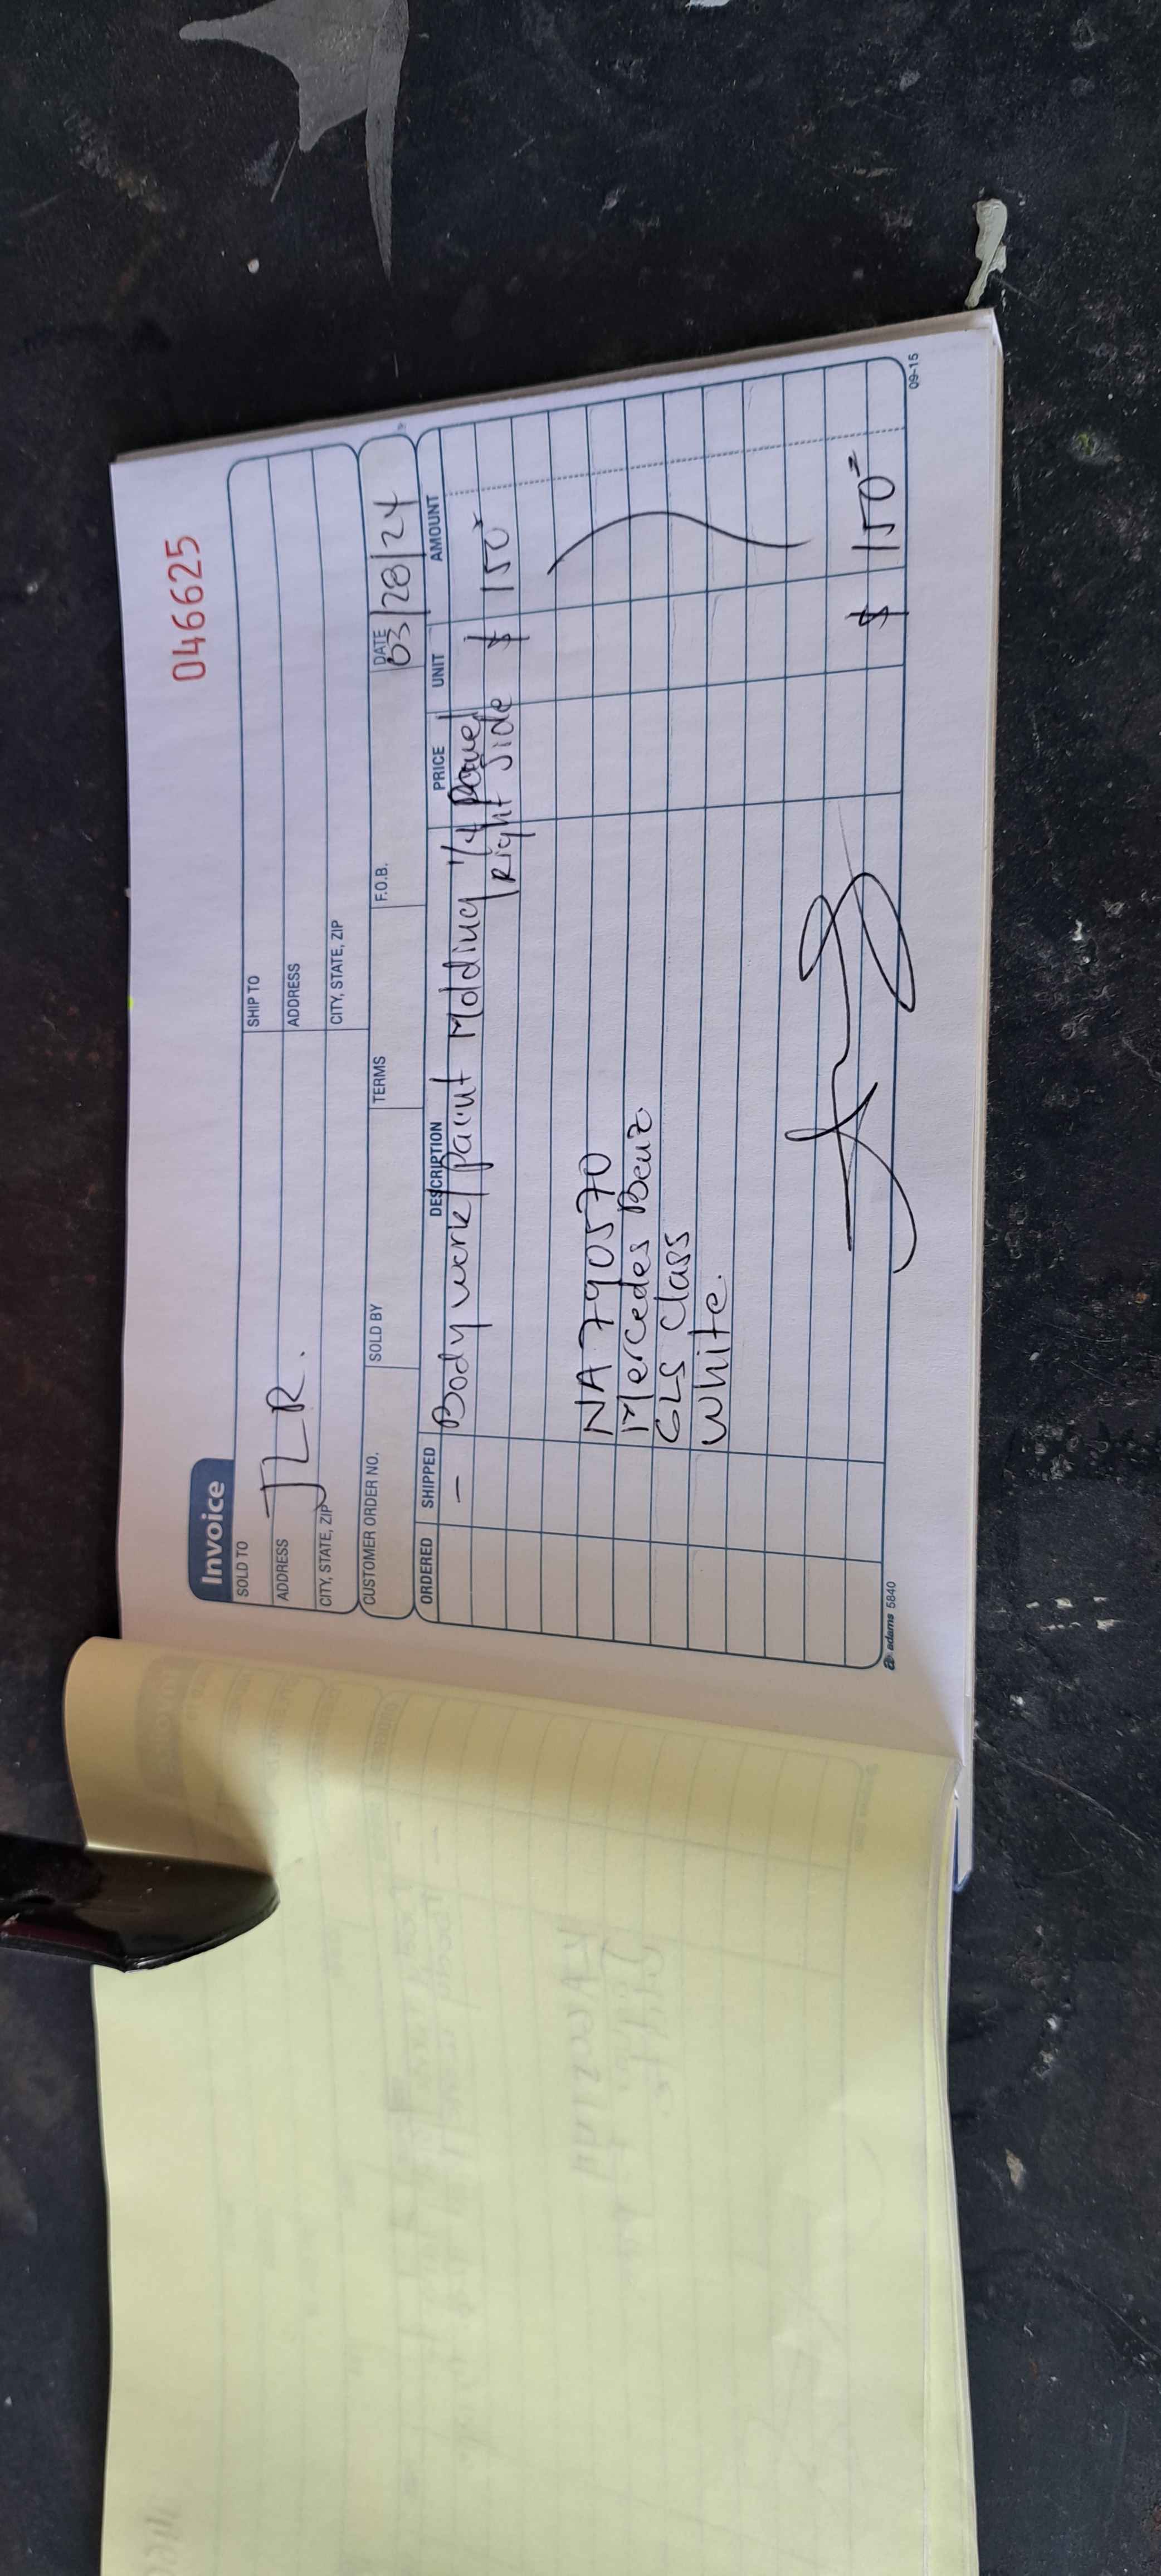 046625
Invoice
SOLD TO
SHIP TO
ADDRESS
JLR.
ADDRESS
CITY, STATE, ZIP
CITY, STATE, ZIP
CUSTOMER ORDER NO.
SOLD BY
TERMS
F.O.B.
DATE
03/28/24
ORDERED
SHIPPED
DESCRIPTION
PRICE
UNIT
AMOUNT
- Body work/paint Molding 1/4 Panel
Right Side $ 150
NA 790570
Mercedes Benz
GLS Class
White.
$ 150
adams 5840
09-15